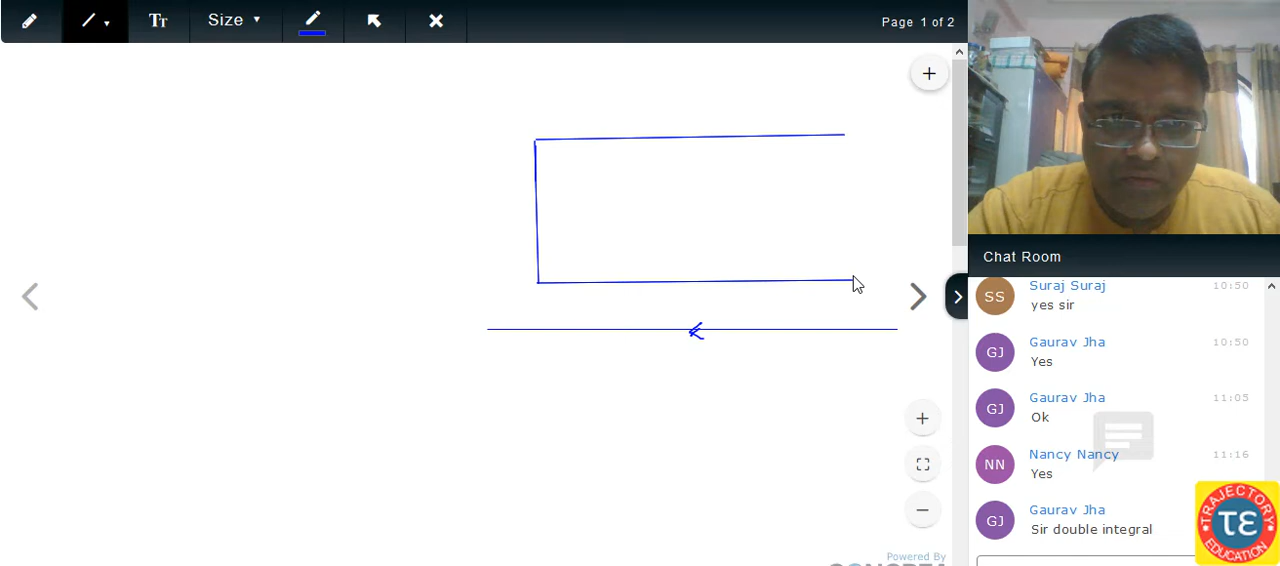 Tт Size
Page 1 of 2
Chat Room
SS Suraj Suraj 10:50
yes sir
GJ Gaurav Jha 10:50
Yes
GJ Gaurav Jha 11:05
Ok
NN Nancy Nancy 11:16
Yes
GJ Gaurav Jha
Sir double integral
TRAJECTORY
TE
EDUCATION
Powered By